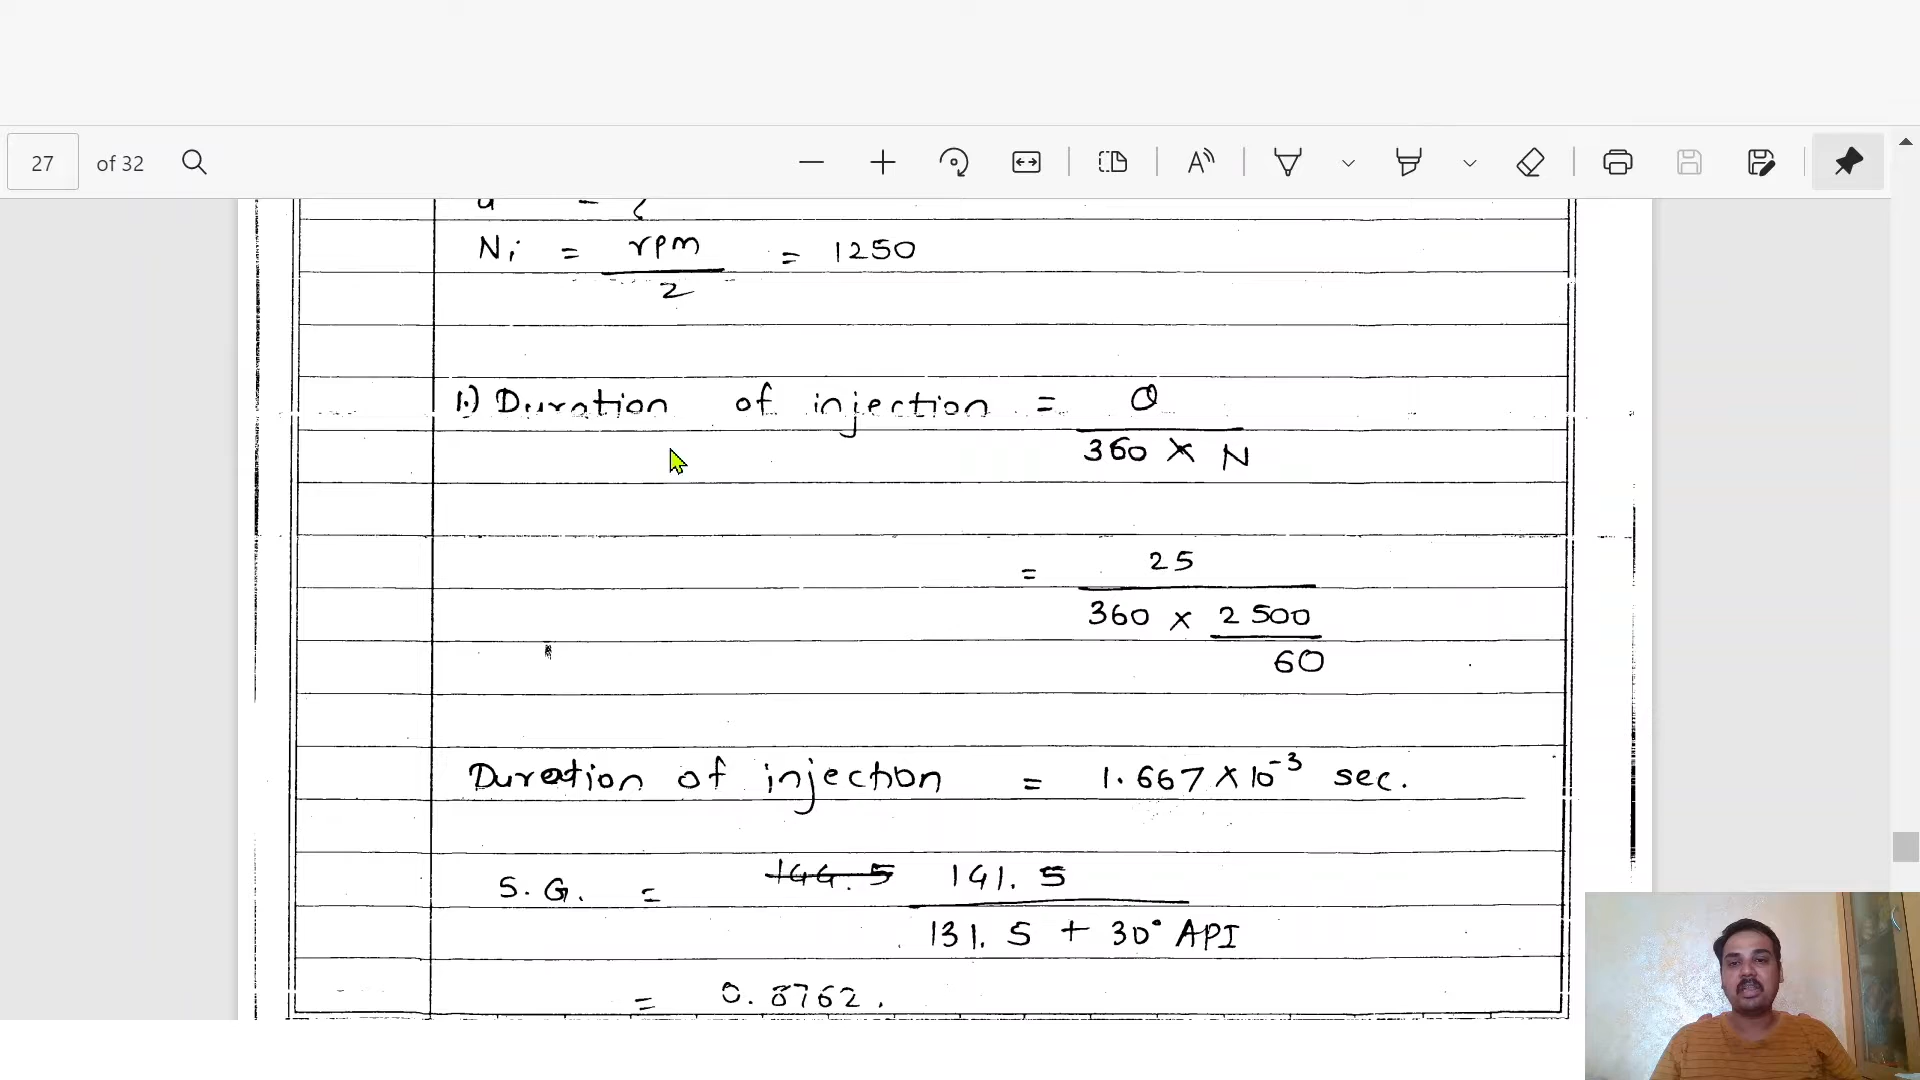 27 of 32
d = ?
Ni = rpm / 2 = 1250
1.) Duration of injection = θ / 360 × N
= 25 / 360 × 2500 / 60
Duration of injection = 1.667 × 10⁻³ sec.
S.G. = 144.5 141.5 / 131.5 + 30° API
= 0.8762.